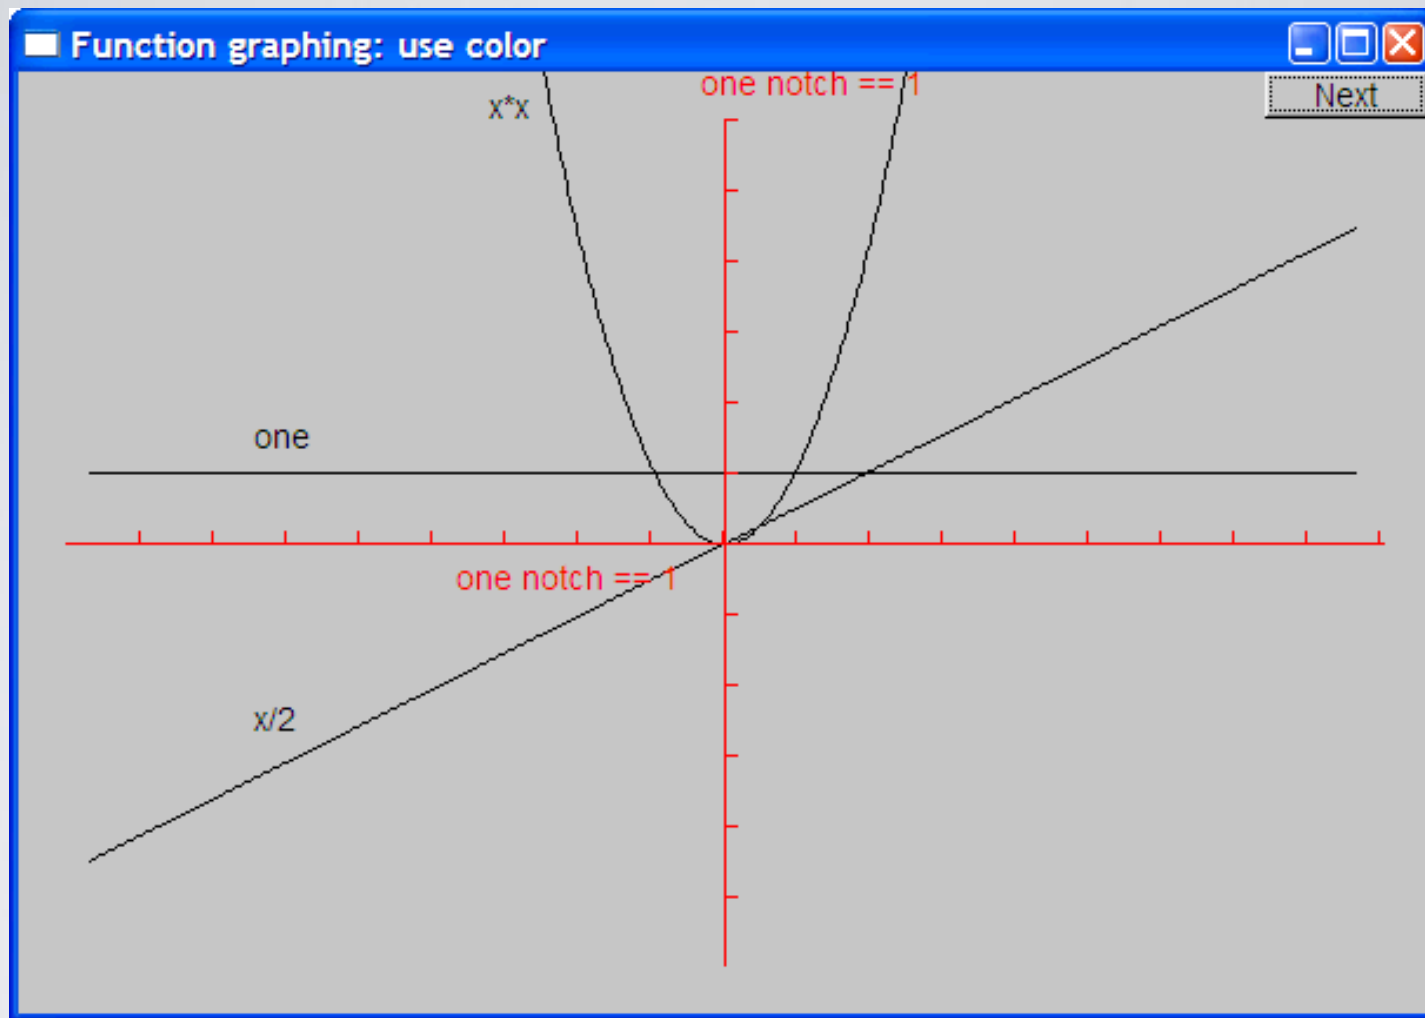 Function graphing: use color
one notch == 1
Next
x*x
one
one notch == 1
x/2